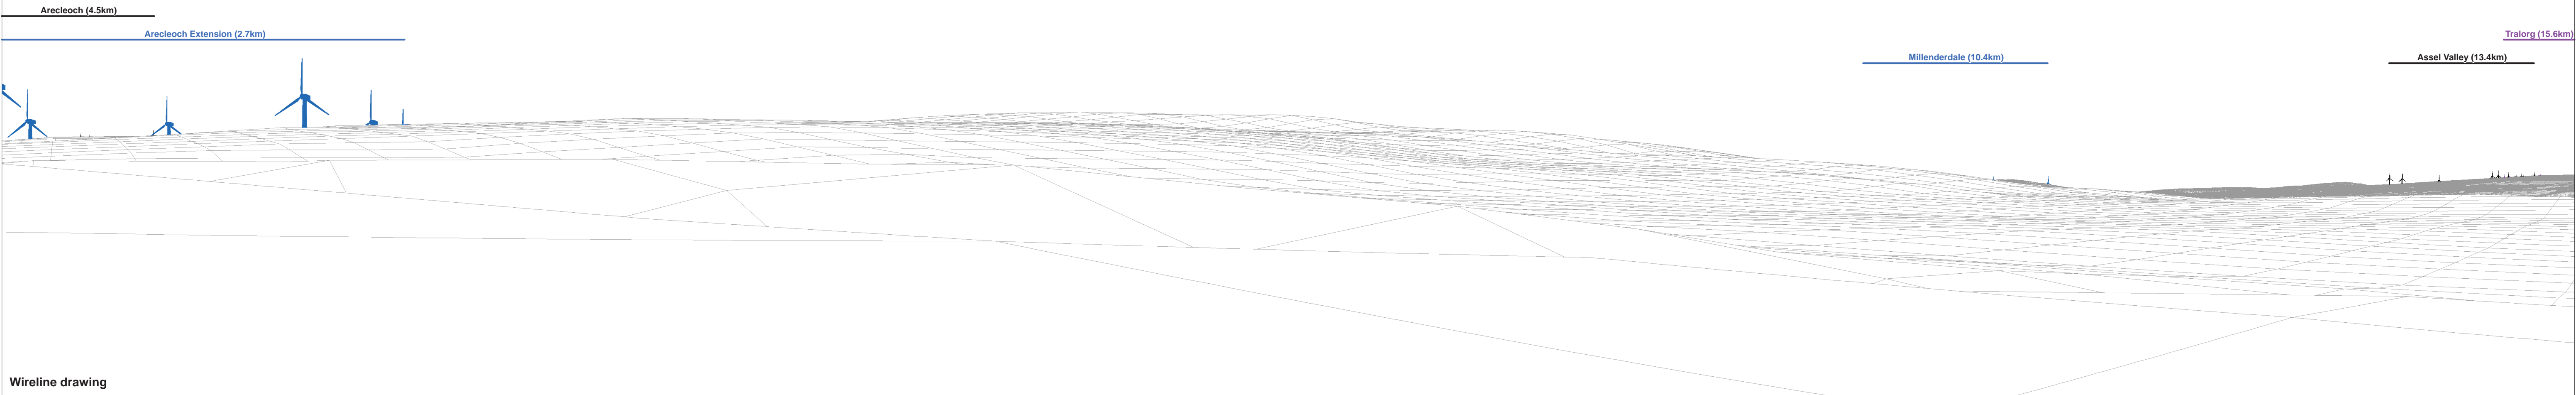 Arecleoch (4.5km)
Arecleoch Extension (2.7km)
Tralorg (15.6km)
Millenderdale (10.4km)
Assel Valley (13.4km)
Wireline drawing